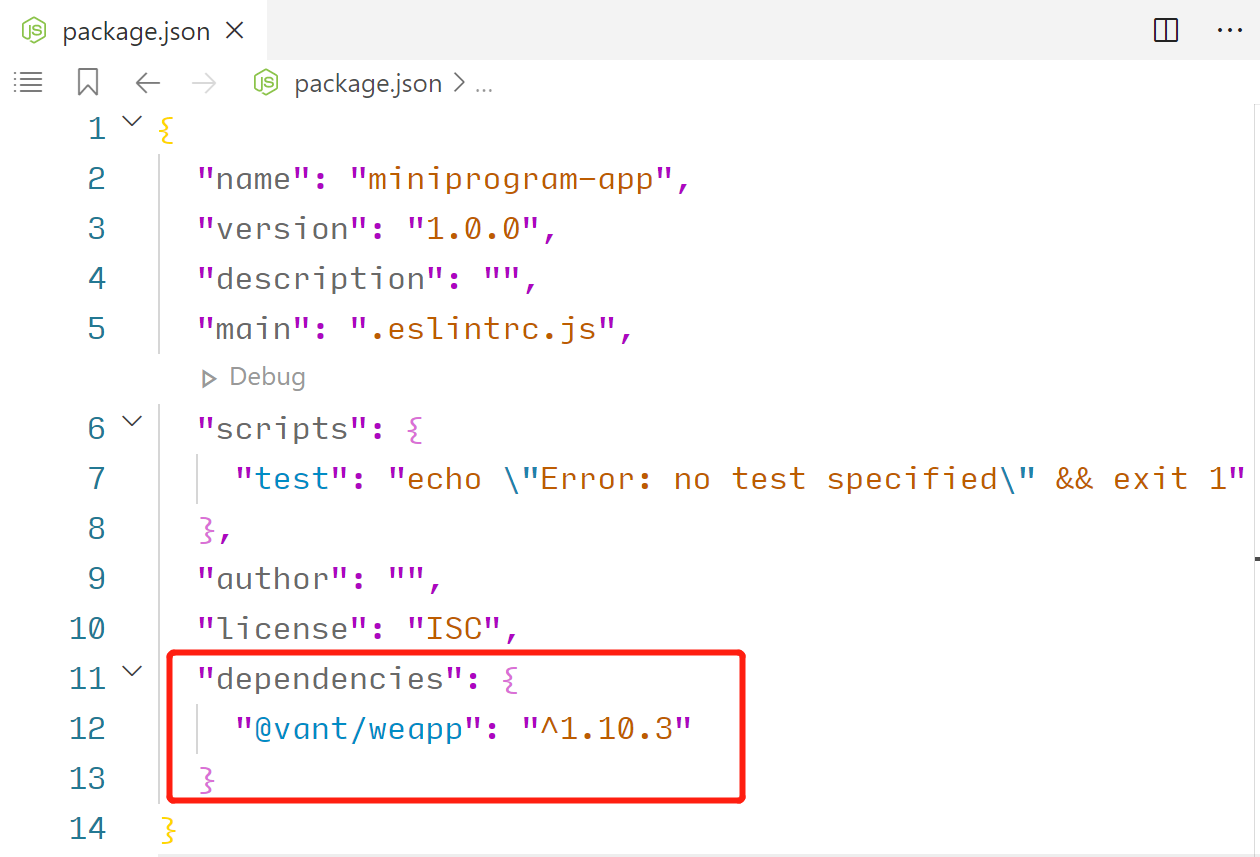 package.json
package.json > ...
1 {
2 "name": "miniprogram-app",
3 "version": "1.0.0",
4 "description": "",
5 "main": ".eslintrc.js",
Debug
6 "scripts": {
7 "test": "echo \"Error: no test specified\" && exit 1"
8 },
9 "author": "",
10 "license": "ISC",
11 "dependencies": {
12 "@vant/weapp": "^1.10.3"
13 }
14 }